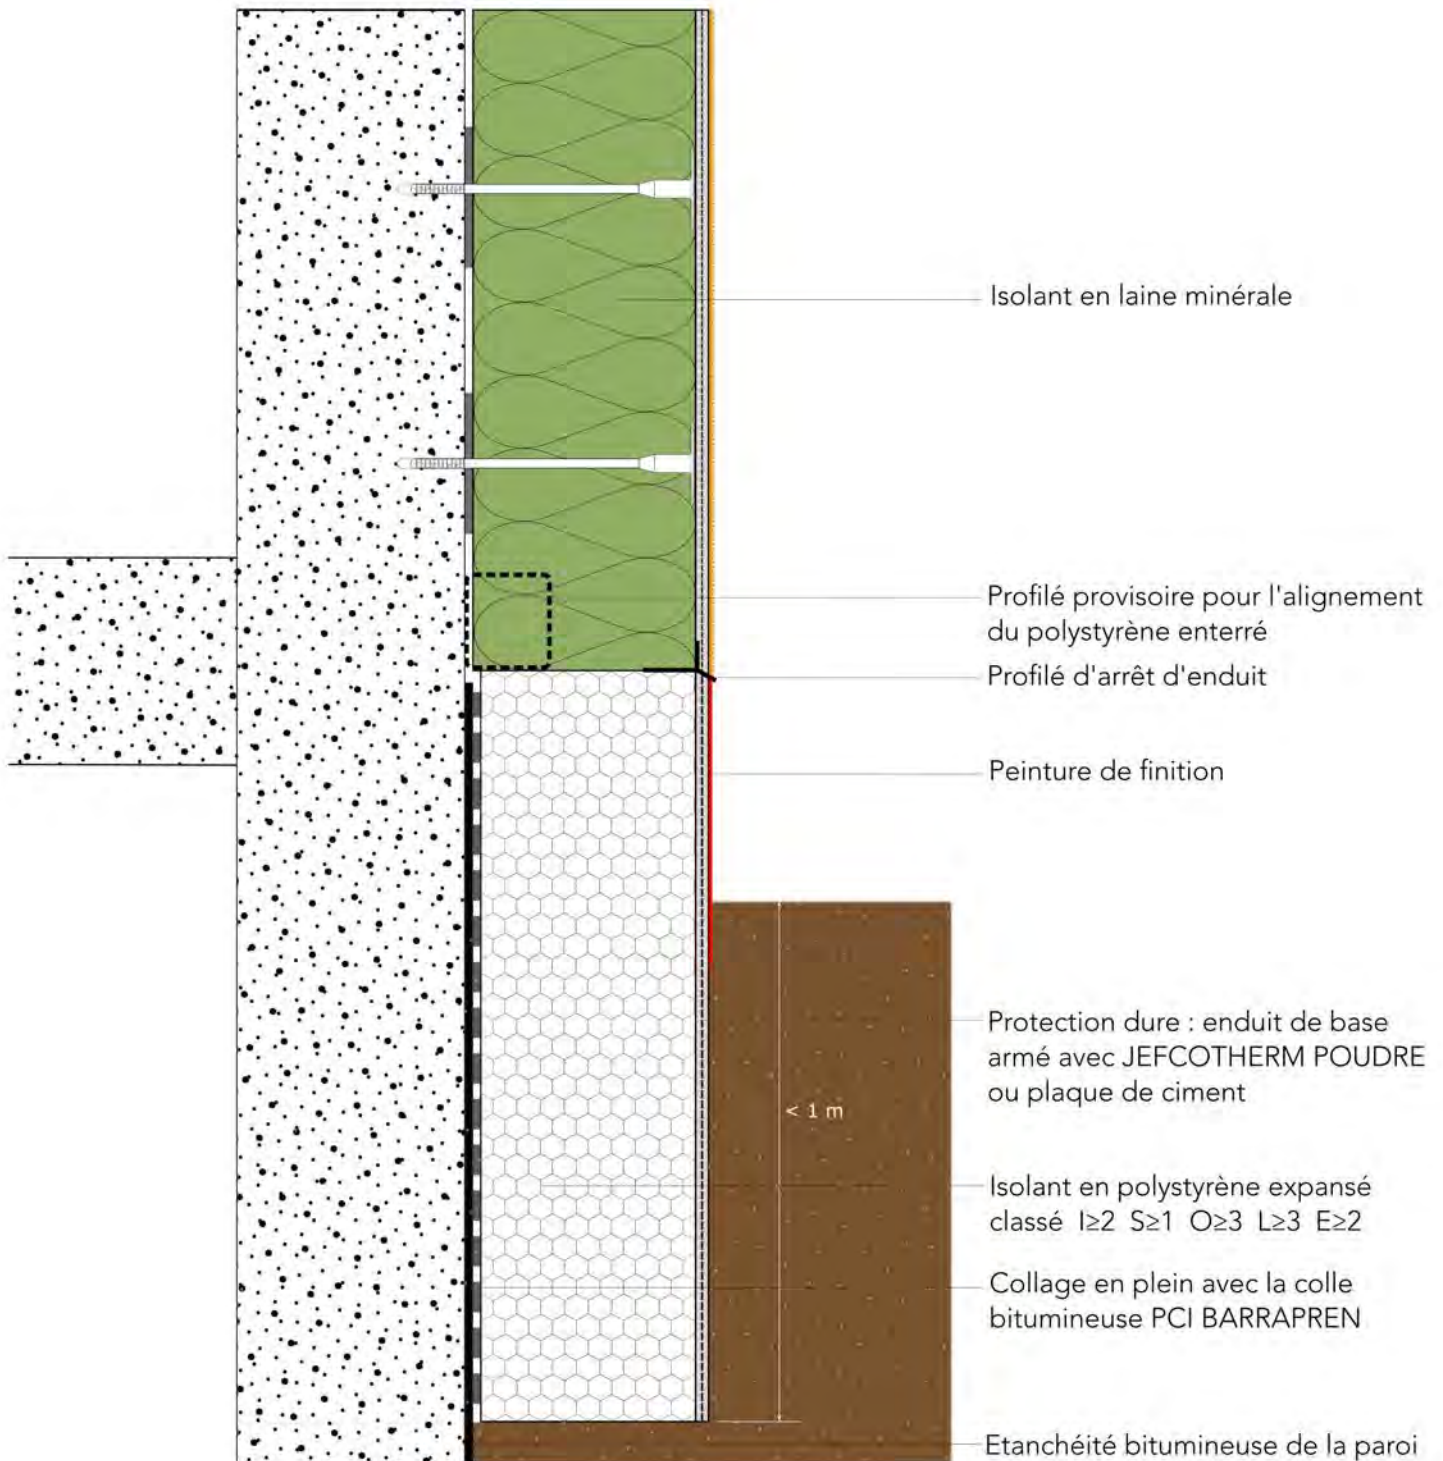 Isolant en laine minérale
Profilé provisoire pour l'alignement
du polystyrène enterré
Profilé d'arrêt d'enduit
Peinture de finition
Protection dure : enduit de base
armé avec JEFCOTHERM POUDRE
ou plaque de ciment
< 1 m
Isolant en polystyrène expansé
classé I≥2 S≥1 O≥3 L≥3 E≥2
Collage en plein avec la colle
bitumineuse PCI BARRAPREN
Etanchéité bitumineuse de la paroi